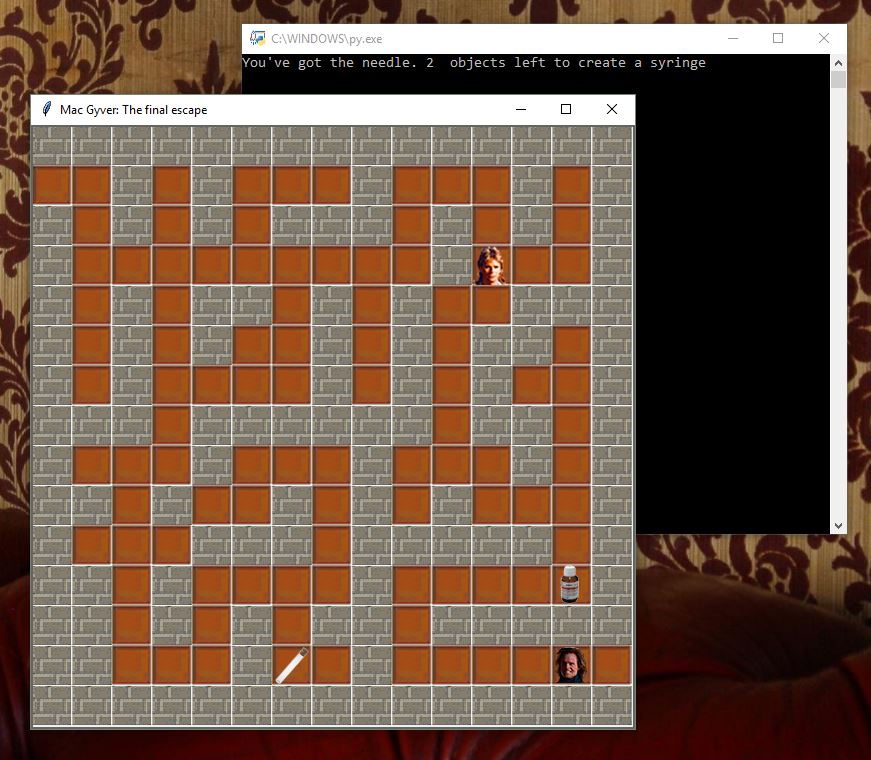 C:\WINDOWS\py.exe
You've got the needle. 2  objects left to create a syringe
Mac Gyver: The final escape